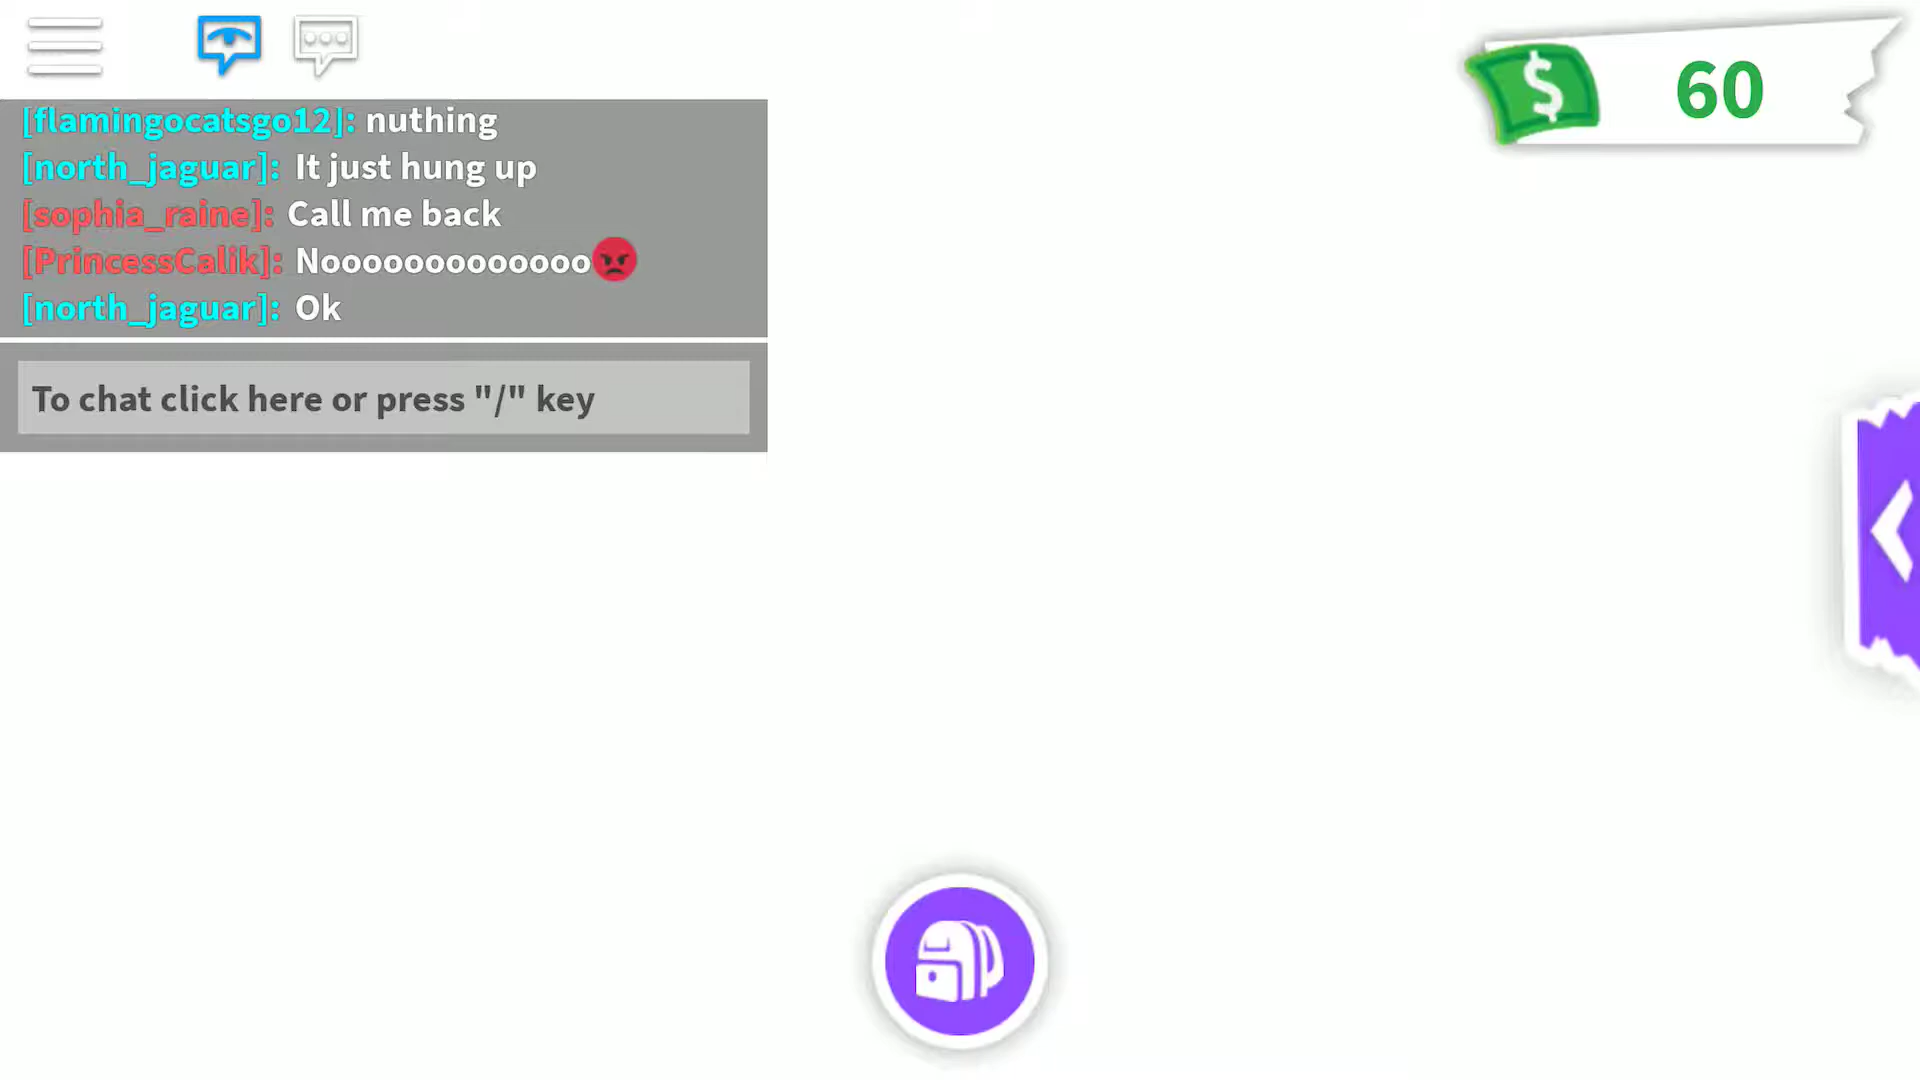 [flamingocatsgo12]: nuthing
[north_jaguar]: It just hung up
[sophia_raine]: Call me back
[PrincessCalik]: Nooooooooooooo😡
[north_jaguar]: Ok
To chat click here or press "/" key
$ 60